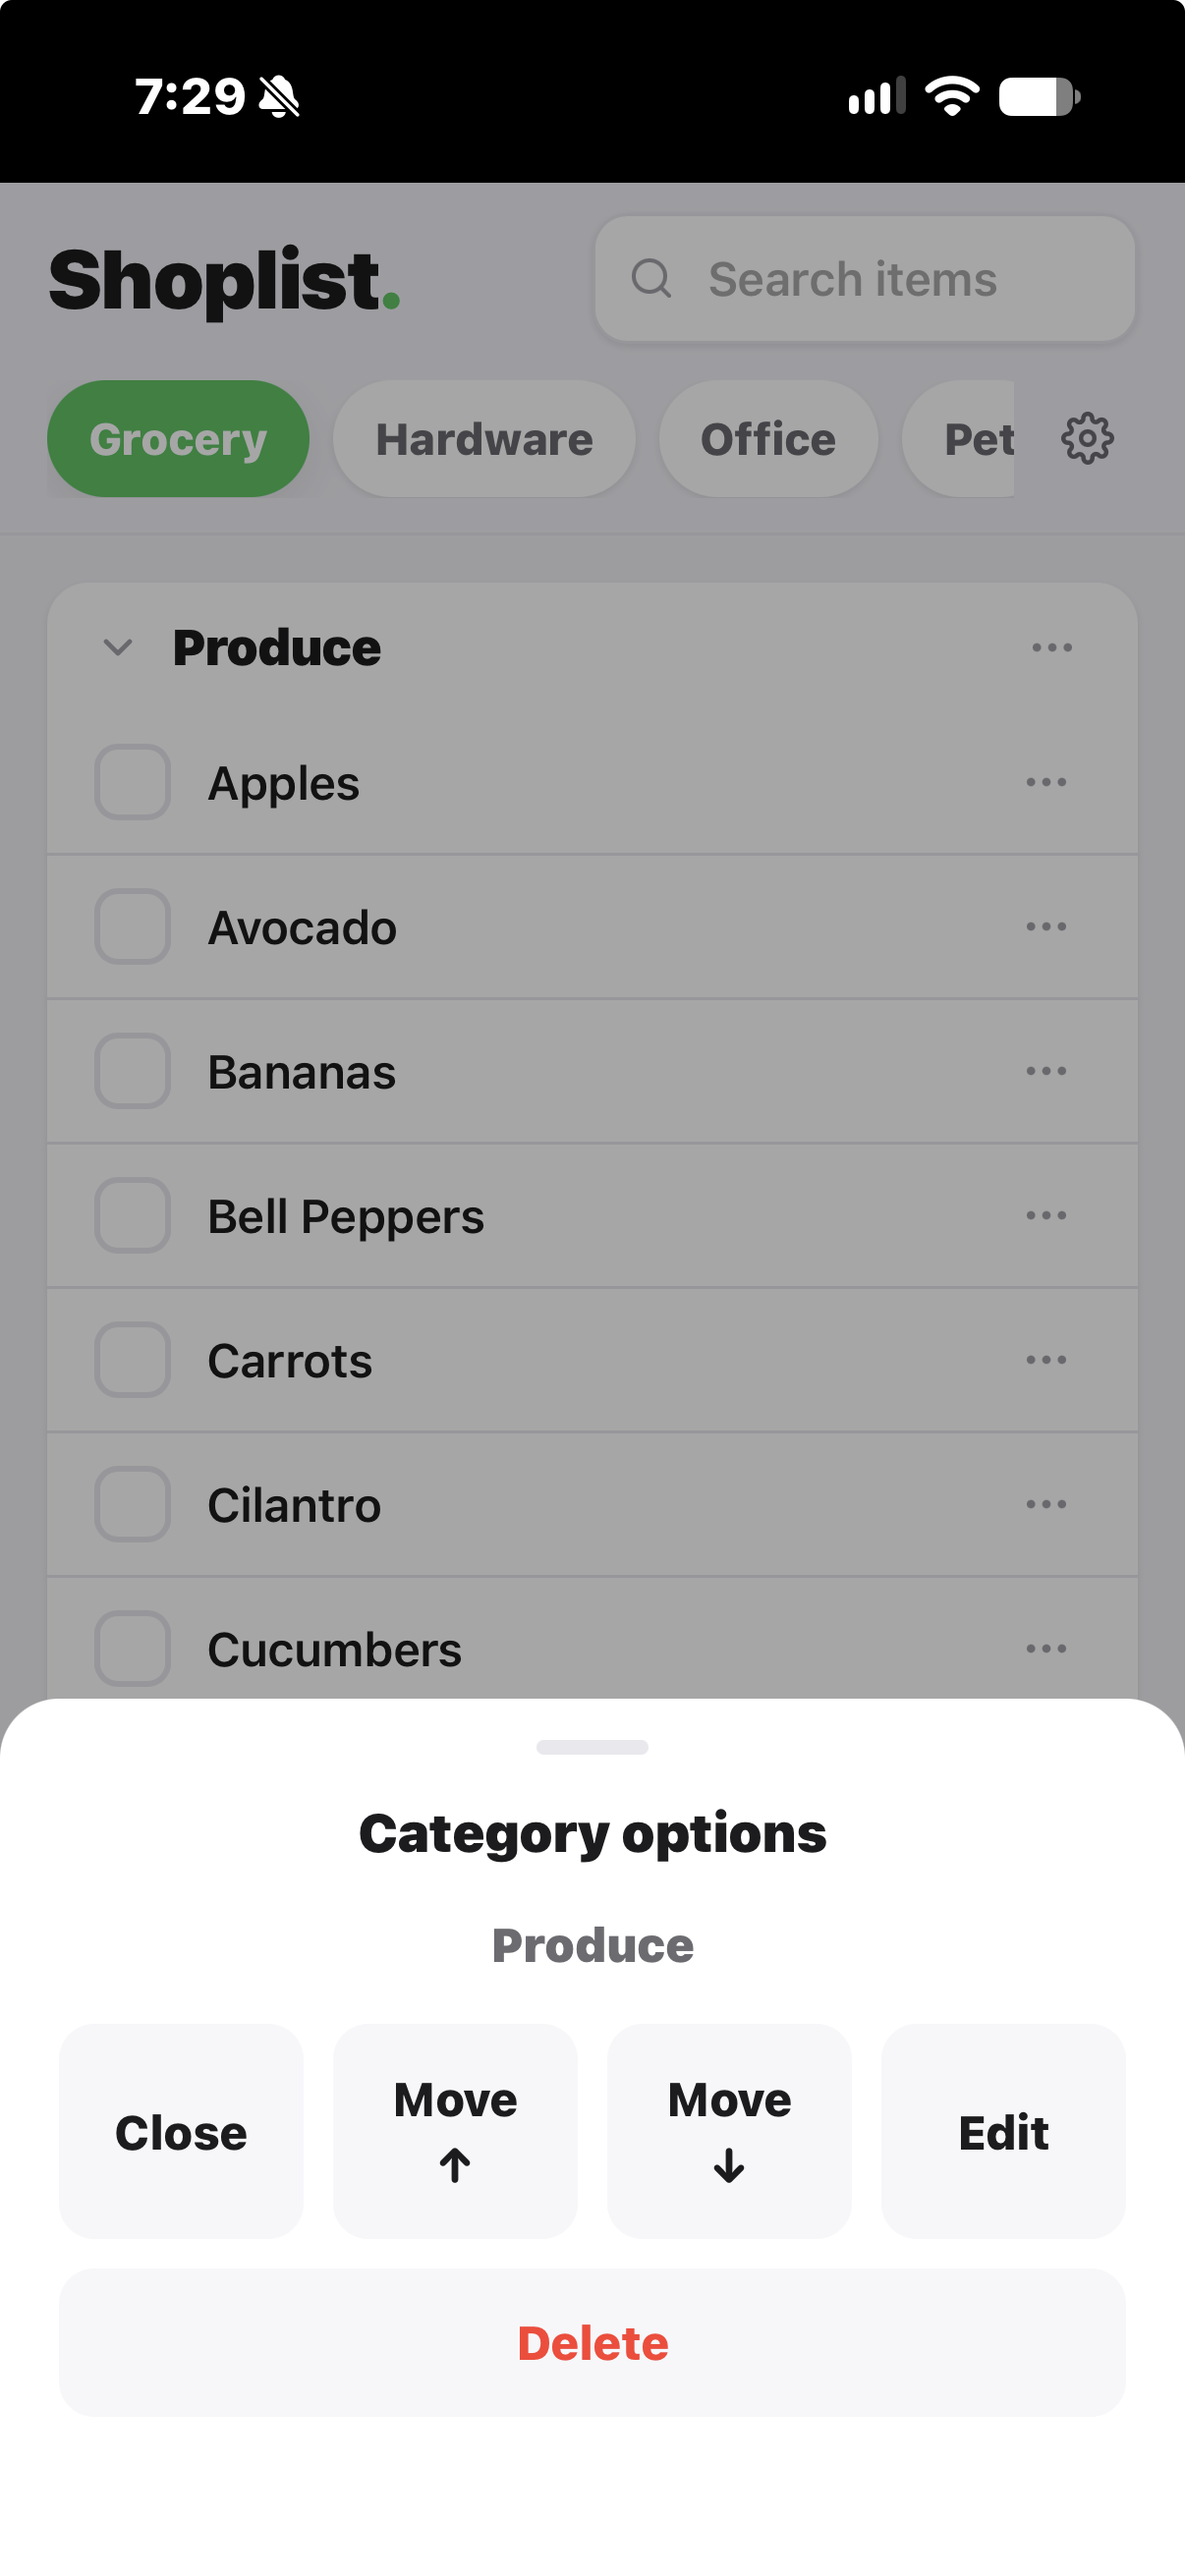 7:29
Shoplist.
Search items
Grocery
Hardware
Office
Pet
Produce
Apples
Avocado
Bananas
Bell Peppers
Carrots
Cilantro
Cucumbers
Category options
Produce
Close
Move
↑
Move
↓
Edit
Delete